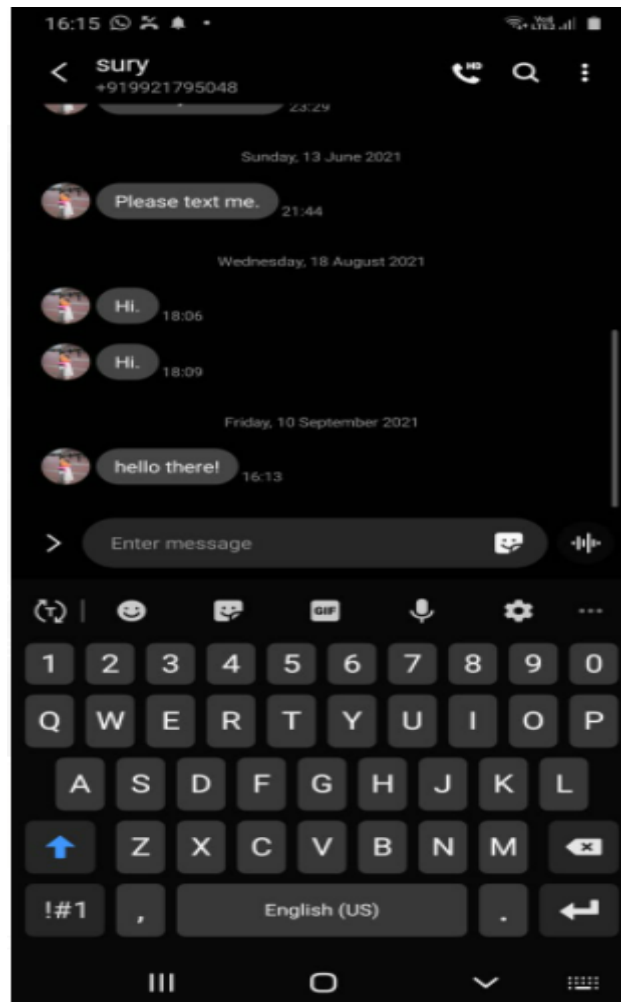 16:15
sury
+919921795048
23:29
Sunday, 13 June 2021
Please text me.
21:44
Wednesday, 18 August 2021
Hi.
18:06
Hi.
18:09
Friday, 10 September 2021
hello there!
16:13
Enter message
T
GIF
1 2 3 4 5 6 7 8 9 0
Q W E R T Y U I O P
A S D F G H J K L
Z X C V B N M
!#1 , English (US) .